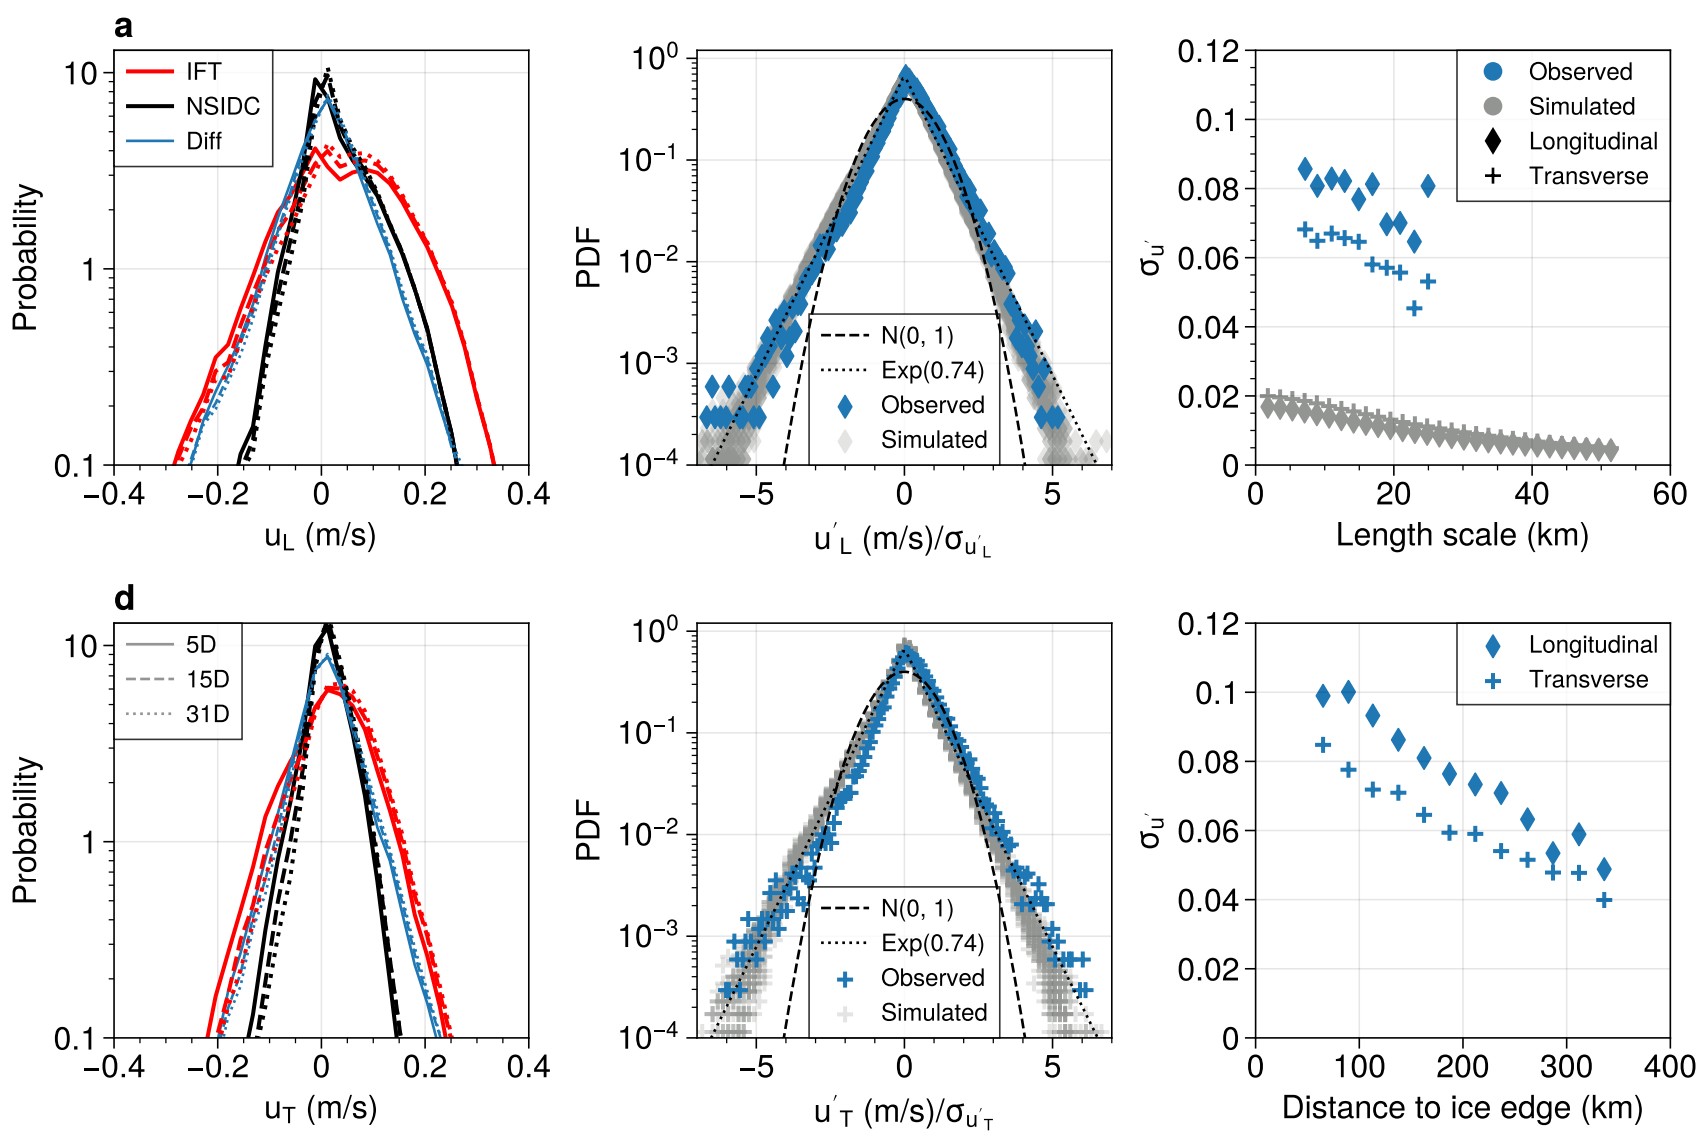 a
IFT
NSIDC
Diff
10
1
0.1
−0.4
−0.2
0
0.2
0.4
Probability
u_L (m/s)
10⁰
10⁻¹
10⁻²
10⁻³
10⁻⁴
PDF
N(0, 1)
Exp(0.74)
Observed
Simulated
−5
0
5
u′_L (m/s)/σ_u′_L
0.12
0.1
0.08
0.06
0.04
0.02
0
σ_u′
Observed
Simulated
Longitudinal
Transverse
0
20
40
60
Length scale (km)
d
5D
15D
31D
10
1
0.1
−0.4
−0.2
0
0.2
0.4
Probability
u_T (m/s)
10⁰
10⁻¹
10⁻²
10⁻³
10⁻⁴
PDF
N(0, 1)
Exp(0.74)
Observed
Simulated
−5
0
5
u′_T (m/s)/σ_u′_T
0.12
0.1
0.08
0.06
0.04
0.02
0
σ_u′
Longitudinal
Transverse
0
100
200
300
400
Distance to ice edge (km)